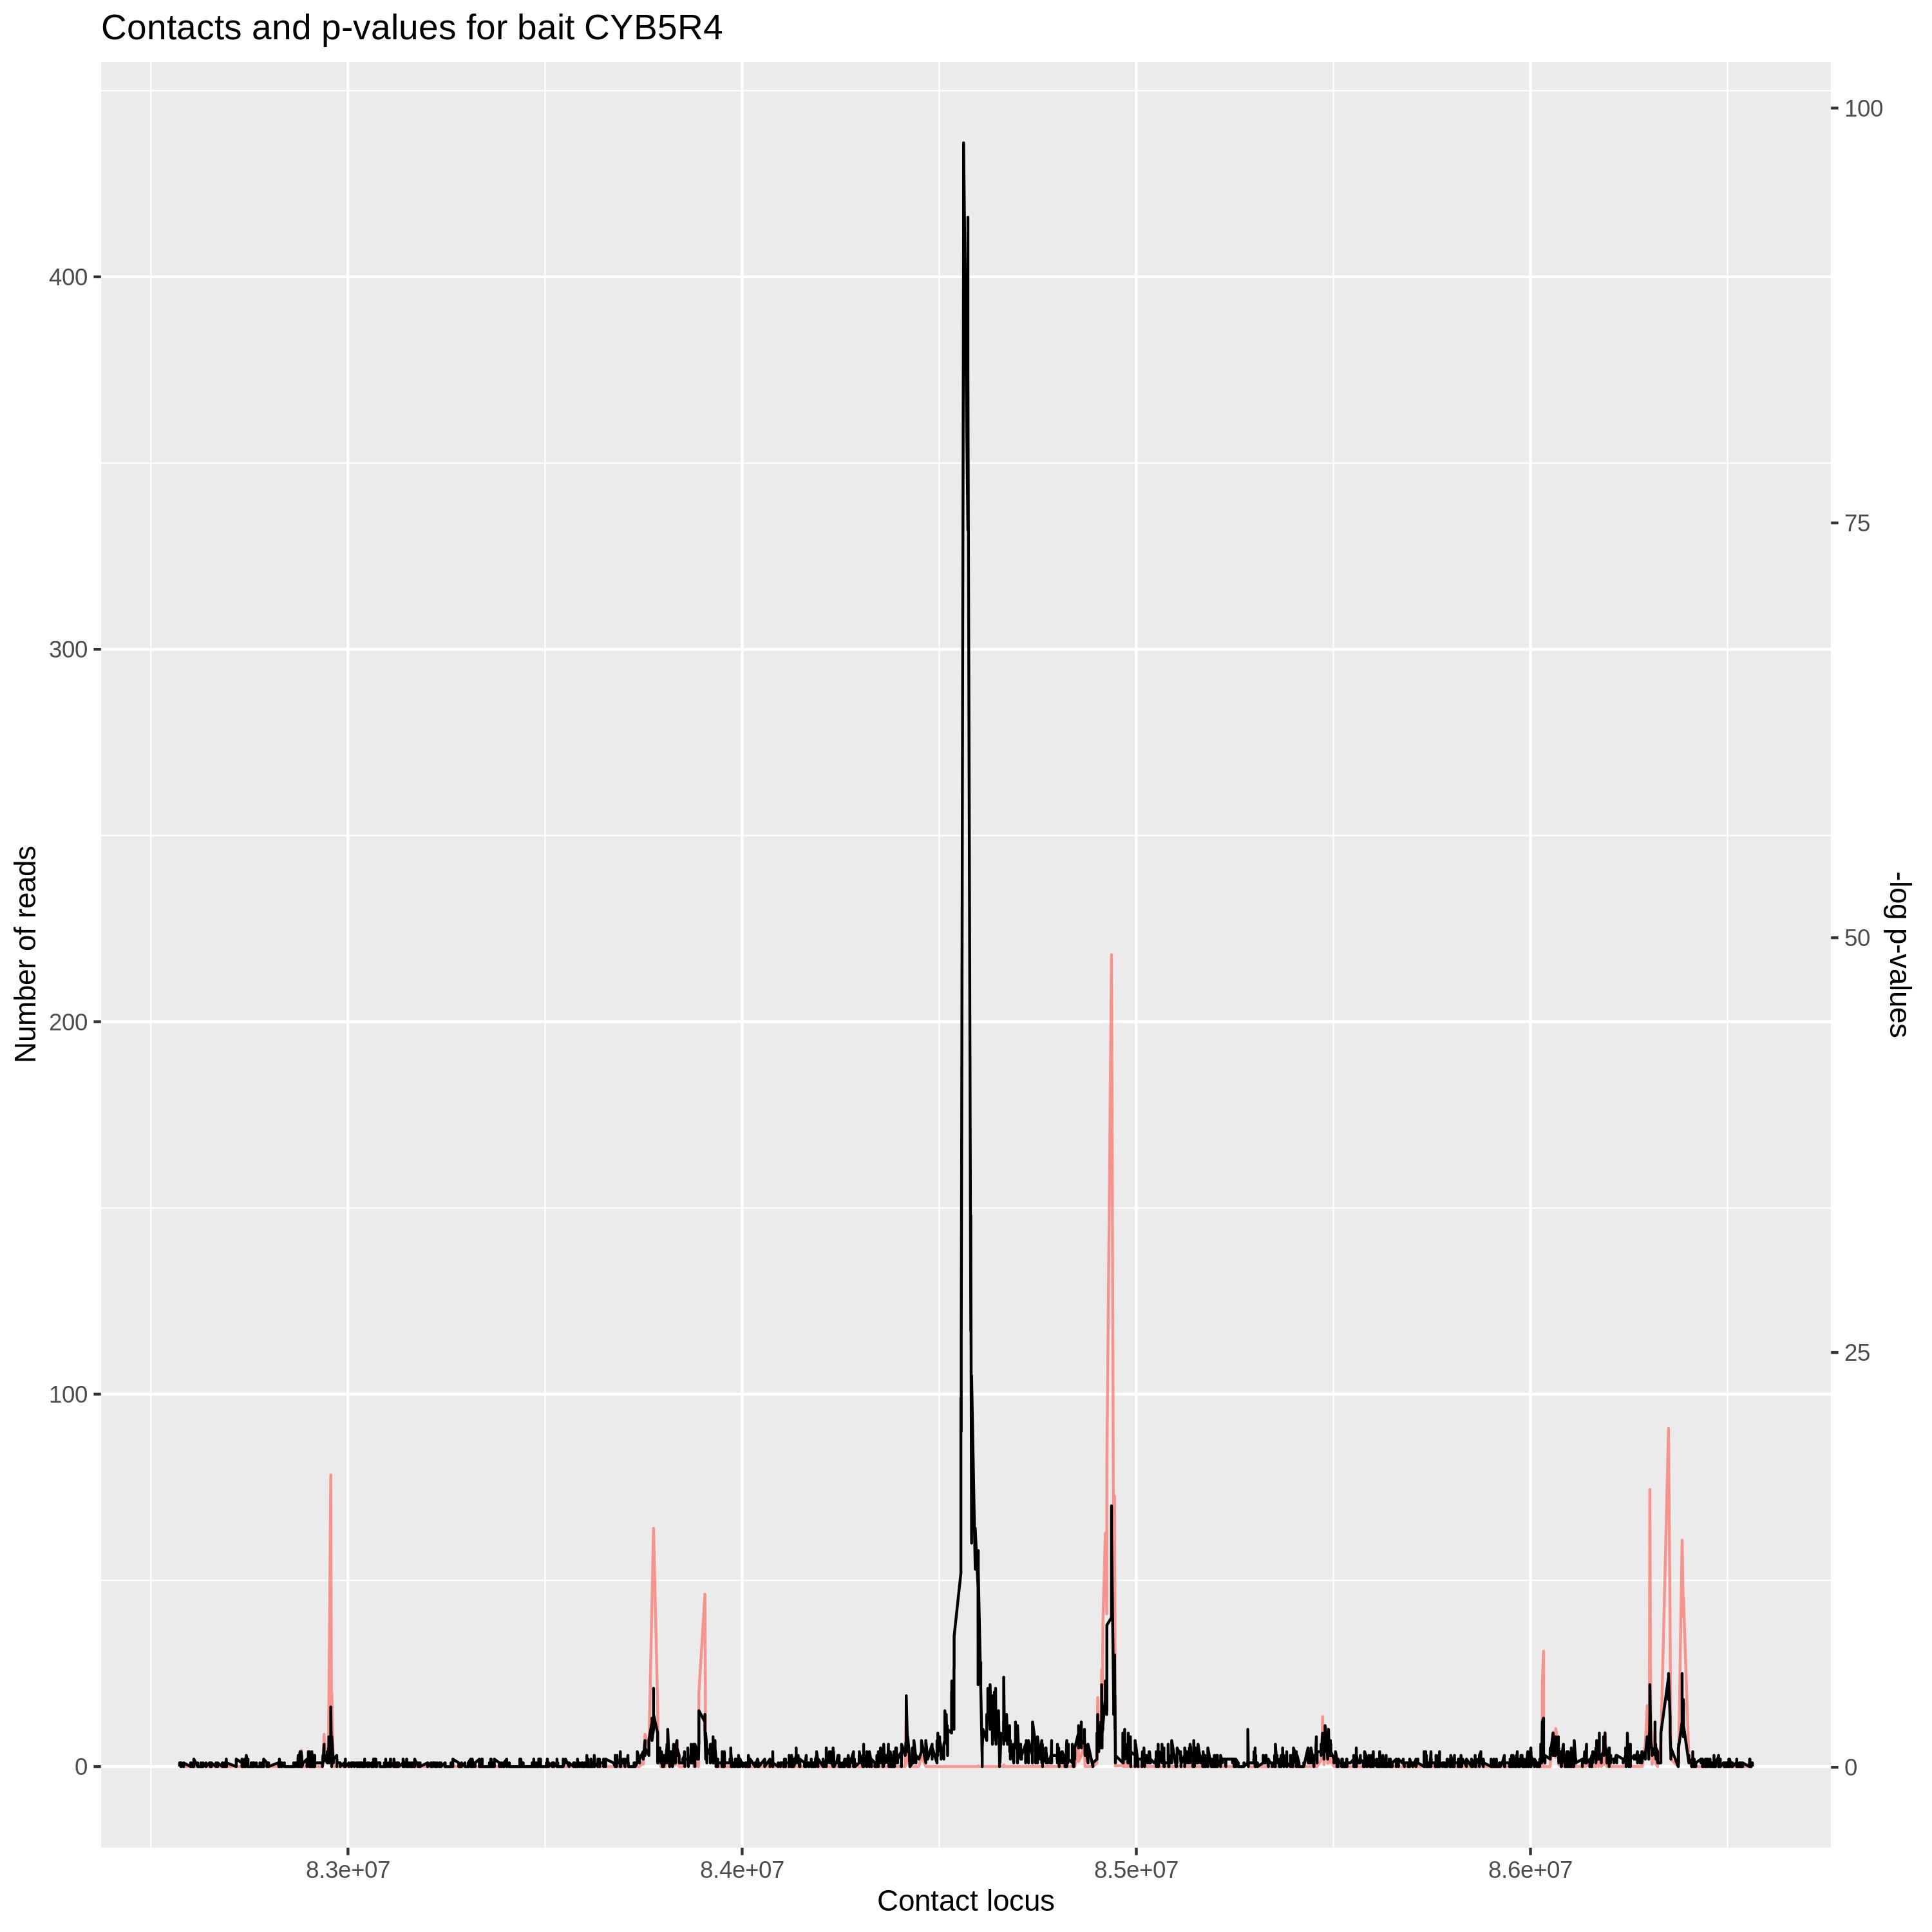 Contacts and p-values for bait CYB5R4
Number of reads
400
300
200
100
0
100
75
50
25
0
-log p-values
8.3e+07
8.4e+07
8.5e+07
8.6e+07
Contact locus